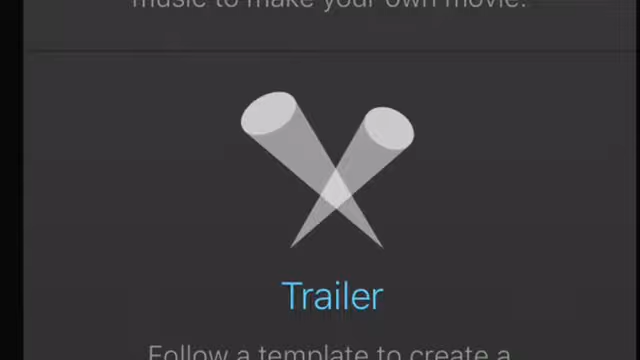 music to make your own movie.
Trailer
Follow a template to create a